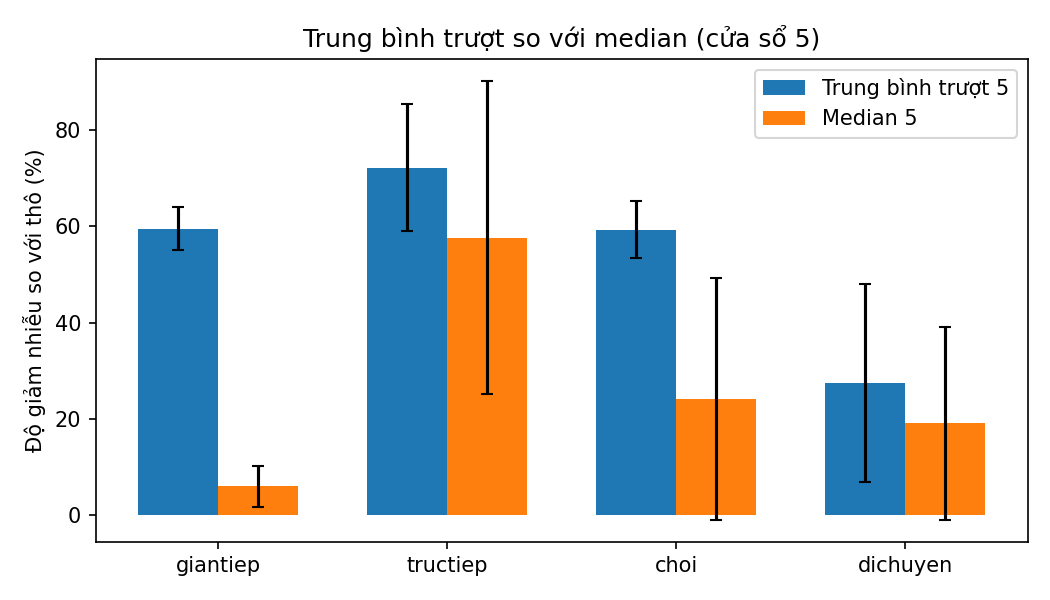 Trung bình trượt so với median (cửa sổ 5)
Trung bình trượt 5
Median 5
Độ giảm nhiễu so với thô (%)
80
60
40
20
0
giantiep
tructiep
choi
dichuyen